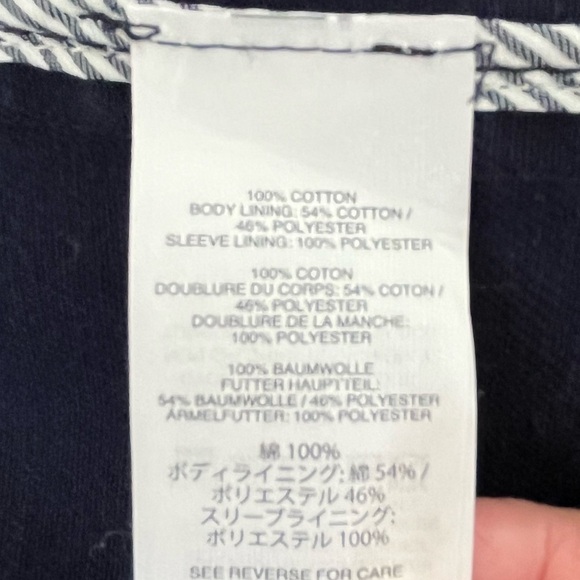 100% COTTON
BODY LINING: 54% COTTON /
46% POLYESTER
SLEEVE LINING: 100% POLYESTER
100% COTON
DOUBLURE DU CORPS: 54% COTON /
46% POLYESTER
DOUBLURE DE LA MANCHE:
100% POLYESTER
100% BAUMWOLLE
FUTTER HAUPTTEIL:
54% BAUMWOLLE / 46% POLYESTER
ÄRMELFUTTER: 100% POLYESTER
綿 100%
ボディライニング: 綿 54% /
ポリエステル 46%
スリーブライニング:
ポリエステル 100%
SEE REVERSE FOR CARE